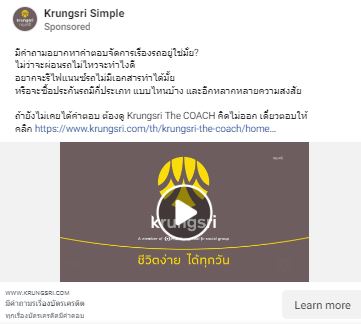 Krungsri Simple
Sponsored
มีคำถามอยากหาคำตอบจัดการเรื่องรถอยู่ใช่มั้ย?
ไม่ว่าจะผ่อนรถไม่ไหวจะทำไงดี
อยากจะรีไฟแนนซ์รถไม่มีเอกสารทำได้มั้ย
หรือจะซื้อประกันรถมีกี่ประเภท แบบไหนบ้าง และอีกหลากหลายความสงสัย
ถ้ายังไม่เคยได้คำตอบ ต้องดู Krungsri The COACH คิดไม่ออก เดี๋ยวตอบให้
คลิ๊ก https://www.krungsri.com/th/krungsri-the-coach/home...
krungsri
A member of MUFG group
ชีวิตง่าย ได้ทุกวัน
WWW.KRUNGSRI.COM
มีคำถามเรื่องบัตรเครดิต
ทุกเรื่องบัตรเครดิตมีคำตอบ
Learn more